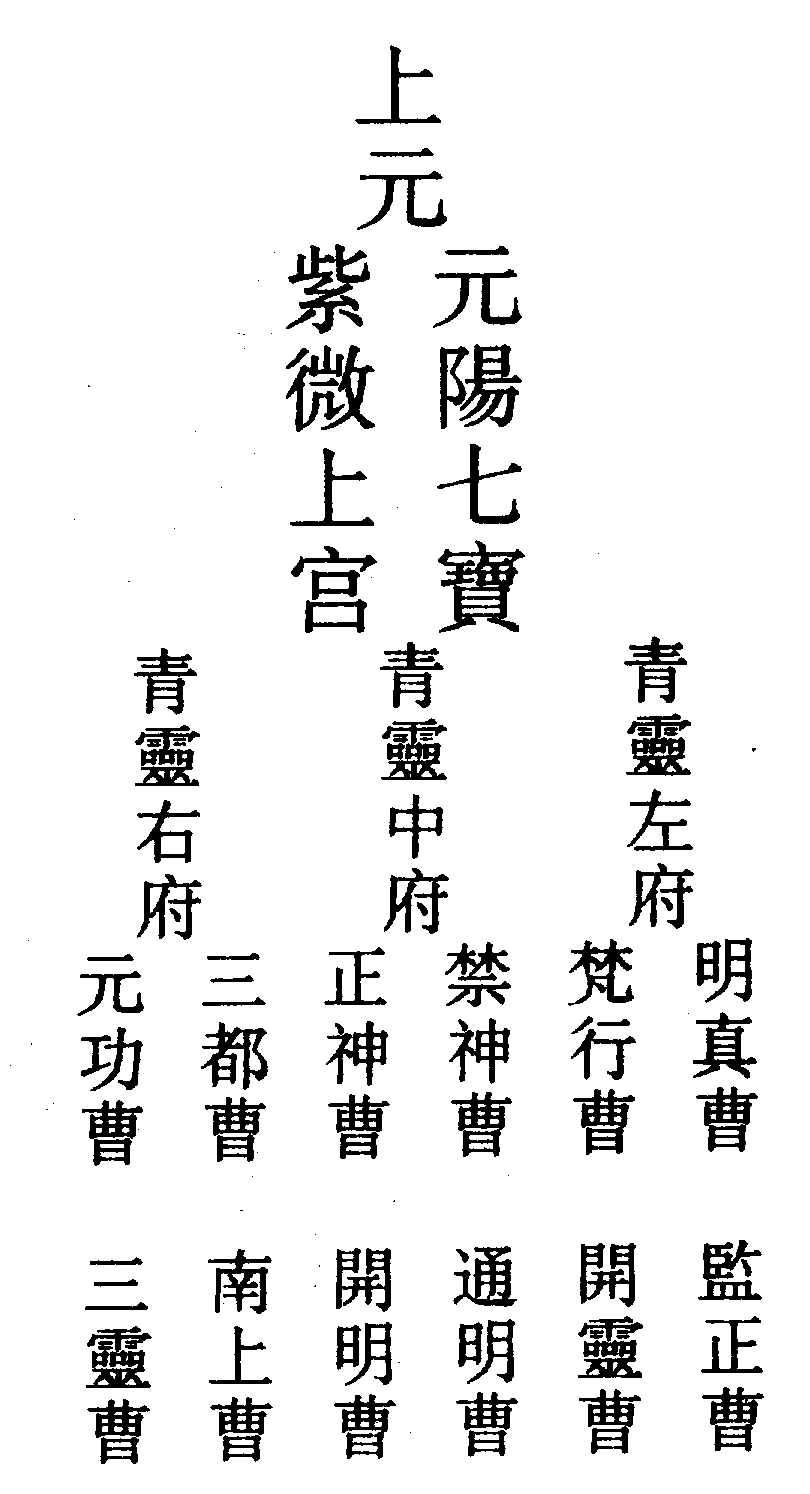 上元
元陽七寶
紫微上宮
青靈左府
青靈中府
青靈右府
明真曹
梵行曹
禁神曹
正神曹
三都曹
元功曹
監正曹
開靈曹
通明曹
開明曹
南上曹
三靈曹